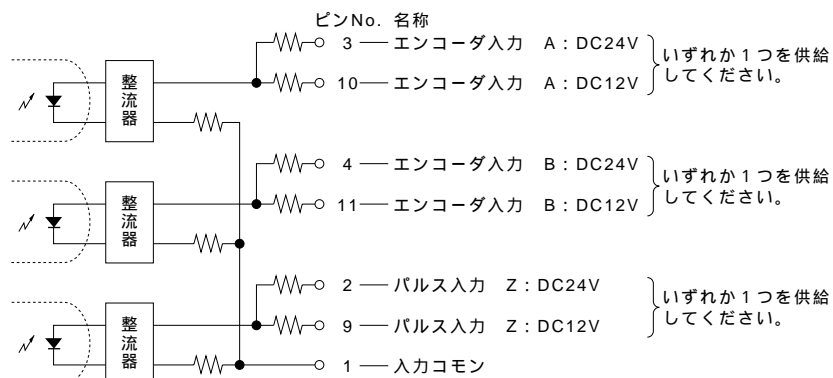 ピンNo. 名称
3 エンコーダ入力 A：DC24V
10 エンコーダ入力 A：DC12V
いずれか1つを供給
してください。
整流器
4 エンコーダ入力 B：DC24V
11 エンコーダ入力 B：DC12V
いずれか1つを供給
してください。
整流器
2 パルス入力 Z：DC24V
9 パルス入力 Z：DC12V
いずれか1つを供給
してください。
整流器
1 入力コモン